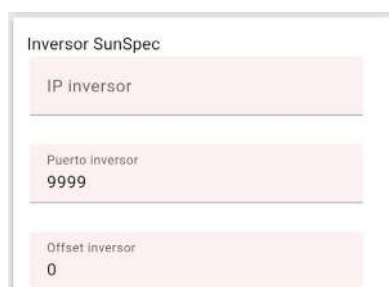 Inversor SunSpec
IP inversor
Puerto inversor
9999
Offset inversor
0